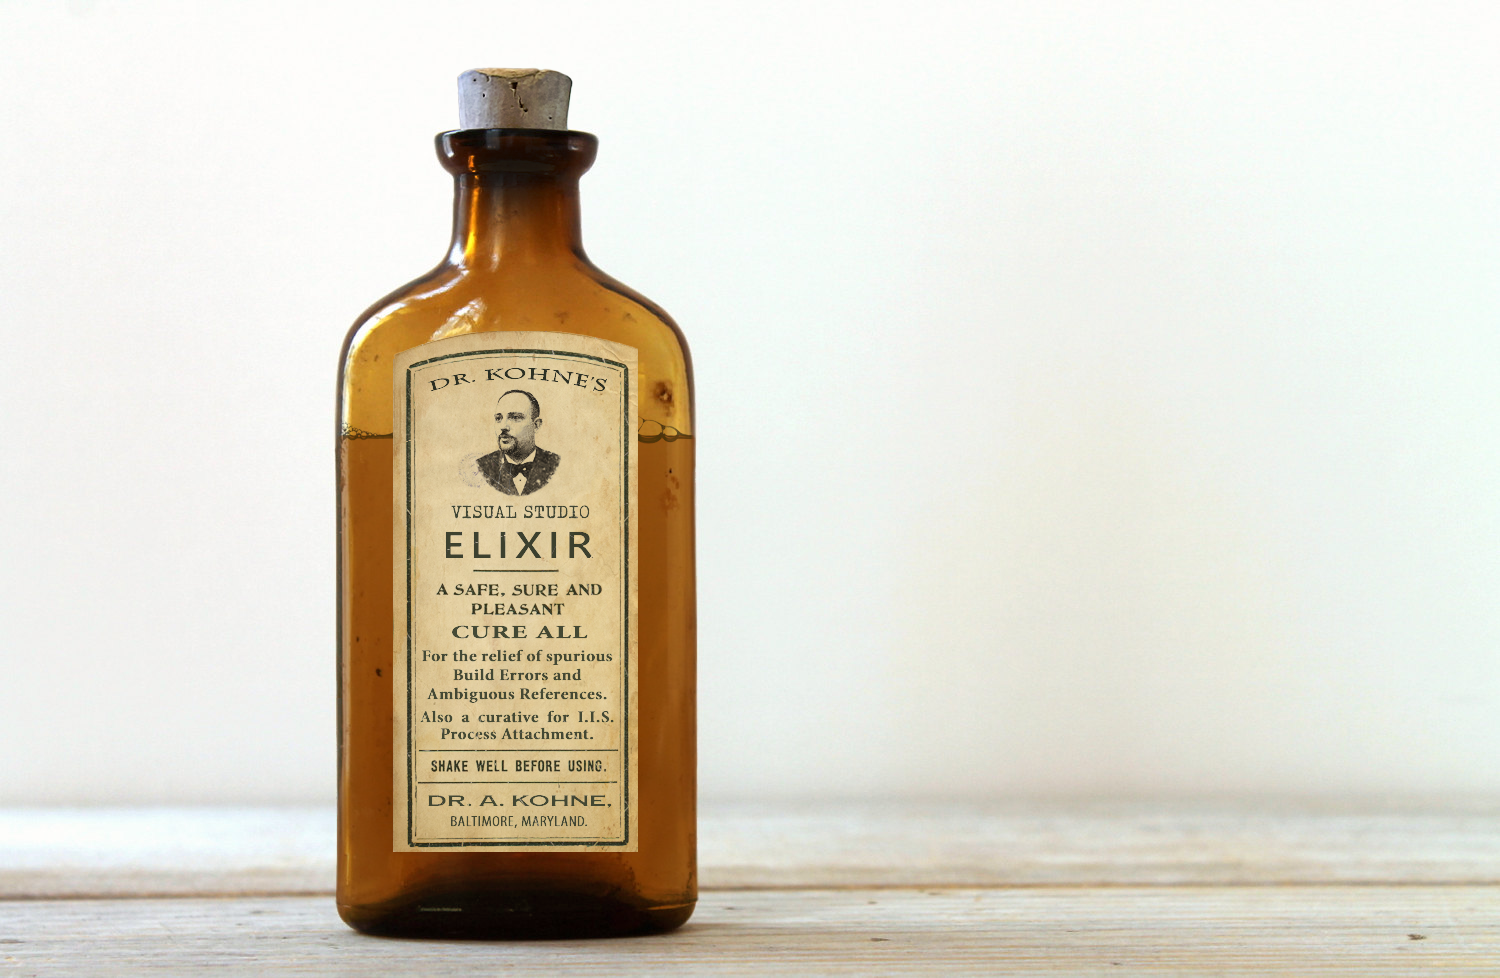 DR. KOHNE'S
VISUAL STUDIO
ELIXIR
A SAFE, SURE AND
PLEASANT
CURE ALL
For the relief of spurious
Build Errors and
Ambiguous References.
Also a curative for I.I.S.
Process Attachment.
SHAKE WELL BEFORE USING.
DR. A. KOHNE,
BALTIMORE, MARYLAND.